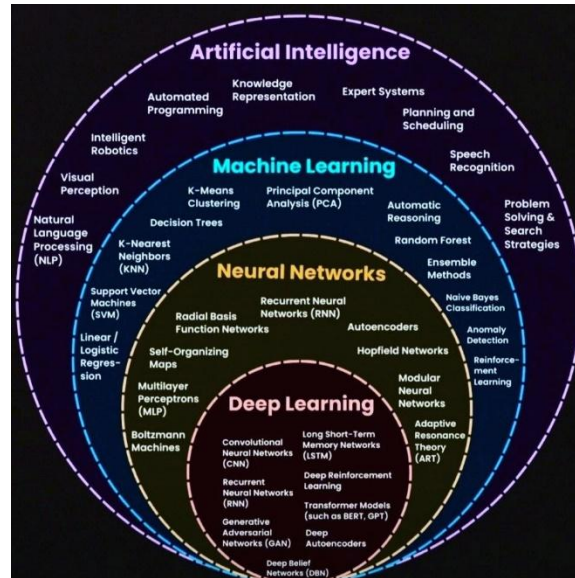 Artificial Intelligence
Knowledge
Representation
Expert Systems
Automated
Programming
Planning and
Scheduling
Intelligent
Robotics
Speech
Recognition
Visual
Perception
Problem
Solving & Search
Strategies
Natural
Language
Processing
(NLP)
Machine Learning
K-Means
Clustering
Principal Component
Analysis (PCA)
Automatic
Reasoning
Decision Trees
Random Forest
K-Nearest
Neighbors
(KNN)
Ensemble
Methods
Support Vector
Machines
(SVM)
Naive Bayes
Classification
Anomaly
Detection
Linear /
Logistic
Regres-
sion
Reinforce-
ment
Learning
Neural Networks
Recurrent Neural
Networks (RNN)
Radial Basis
Function Networks
Autoencoders
Self-Organizing
Maps
Hopfield Networks
Multilayer
Perceptrons
(MLP)
Modular
Neural
Networks
Boltzmann
Machines
Adaptive
Resonance
Theory
(ART)
Deep Learning
Convolutional
Neural Networks
(CNN)
Long Short-Term
Memory Networks
(LSTM)
Recurrent
Neural Networks
(RNN)
Deep Reinforcement
Learning
Generative
Adversarial
Networks (GAN)
Transformer Models
(such as BERT, GPT)
Deep
Autoencoders
Deep Belief
Networks (DBN)